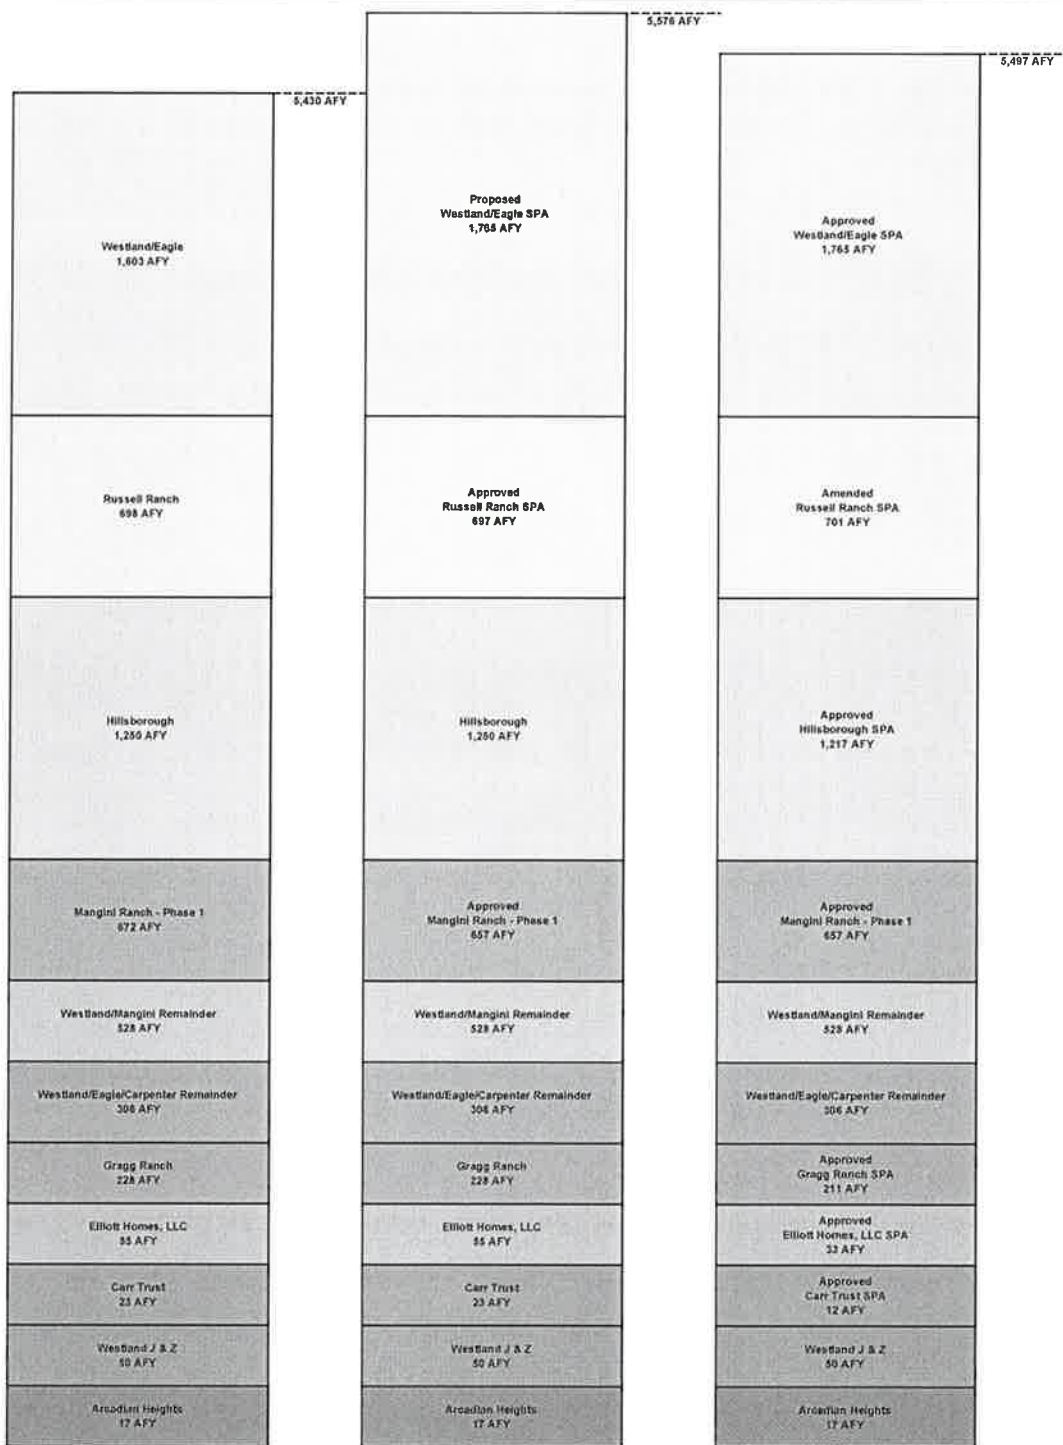 5,430 AFY
Westland/Eagle
1,603 AFY
Russell Ranch
698 AFY
Hillsborough
1,250 AFY
Mangini Ranch - Phase 1
672 AFY
Westland/Mangini Remainder
528 AFY
Westland/Eagle/Carpenter Remainder
306 AFY
Gragg Ranch
228 AFY
Elliott Homes, LLC
55 AFY
Carr Trust
23 AFY
Westland J & Z
50 AFY
Arcadian Heights
17 AFY
5,576 AFY
Proposed
Westland/Eagle SPA
1,765 AFY
Approved
Russell Ranch SPA
697 AFY
Hillsborough
1,250 AFY
Approved
Mangini Ranch - Phase 1
657 AFY
Westland/Mangini Remainder
528 AFY
Westland/Eagle/Carpenter Remainder
306 AFY
Gragg Ranch
228 AFY
Elliott Homes, LLC
55 AFY
Carr Trust
23 AFY
Westland J & Z
50 AFY
Arcadian Heights
17 AFY
5,497 AFY
Approved
Westland/Eagle SPA
1,765 AFY
Amended
Russell Ranch SPA
701 AFY
Approved
Hillsborough SPA
1,217 AFY
Approved
Mangini Ranch - Phase 1
657 AFY
Westland/Mangini Remainder
528 AFY
Westland/Eagle/Carpenter Remainder
306 AFY
Approved
Gragg Ranch SPA
211 AFY
Approved
Elliott Homes, LLC SPA
33 AFY
Approved
Carr Trust SPA
12 AFY
Westland J & Z
50 AFY
Arcadian Heights
17 AFY